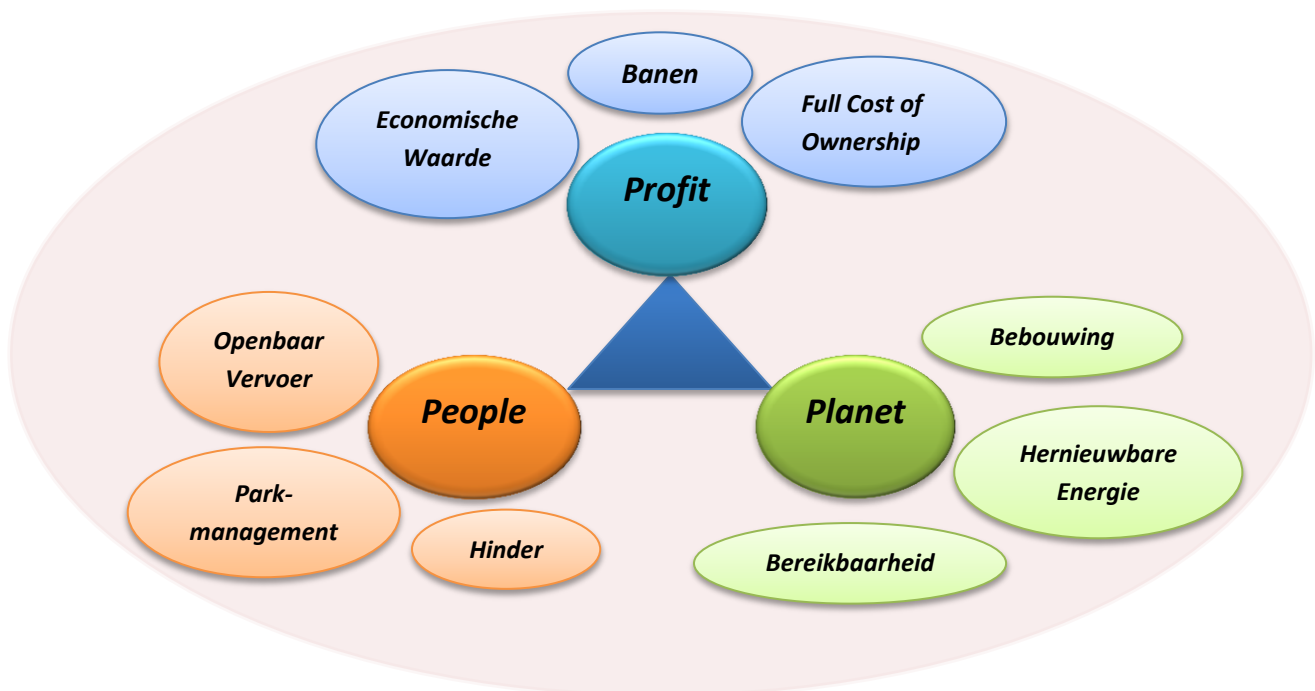 Banen
Full Cost of
Ownership
Economische
Waarde
Profit
Openbaar
Vervoer
People
Park-
management
Hinder
Planet
Bebouwing
Hernieuwbare
Energie
Bereikbaarheid